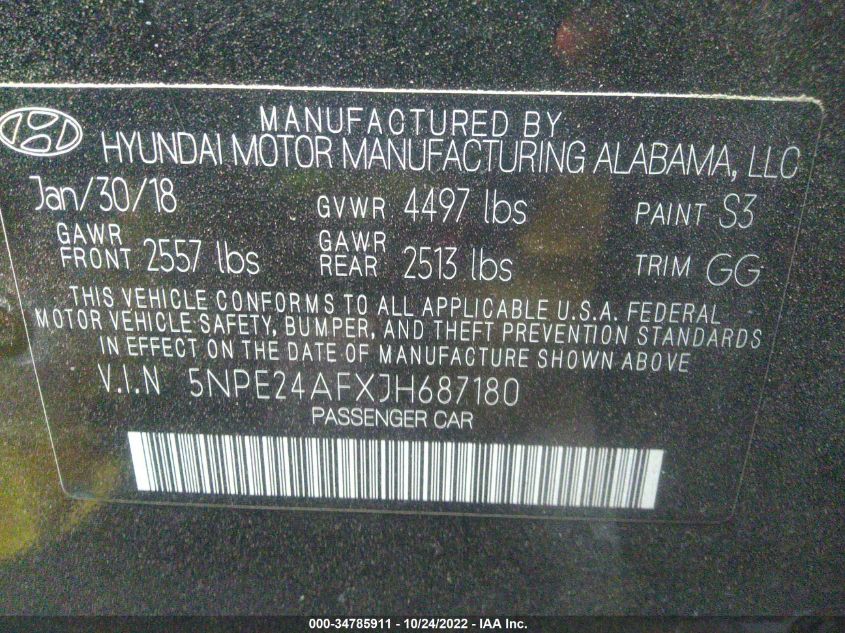 MANUFACTURED BY
HYUNDAI MOTOR MANUFACTURING ALABAMA, LLC
Jan/30/18 GVWR 4497 lbs PAINT S3
GAWR FRONT 2557 lbs GAWR REAR 2513 lbs TRIM GG
THIS VEHICLE CONFORMS TO ALL APPLICABLE U.S.A. FEDERAL
MOTOR VEHICLE SAFETY, BUMPER, AND THEFT PREVENTION STANDARDS
IN EFFECT ON THE DATE OF MANUFACTURE SHOWN ABOVE
V.I.N 5NPE24AFXJH687180
PASSENGER CAR
000-34785911 - 10/24/2022 - IAA Inc.